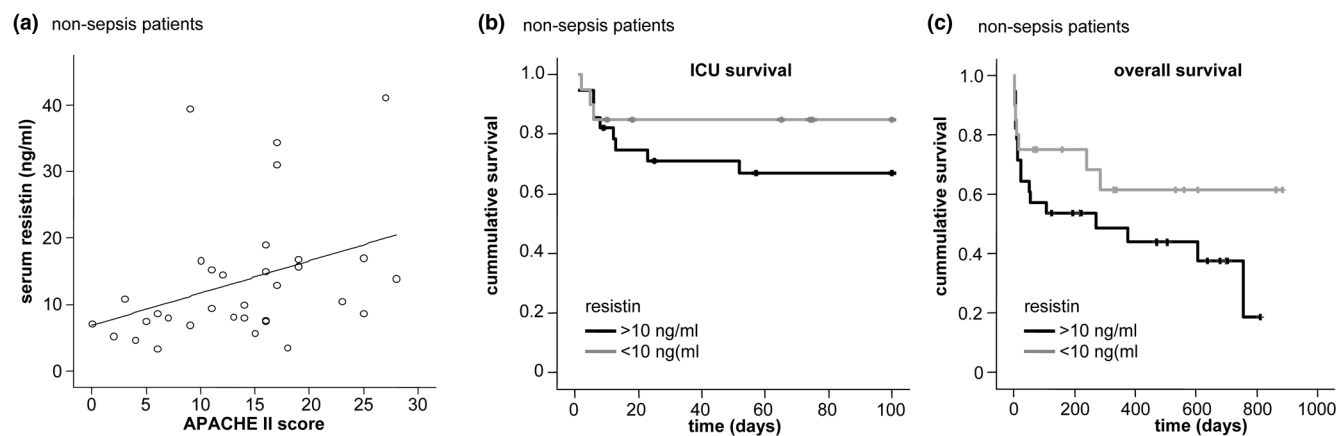 (a) non-sepsis patients
serum resistin (ng/ml)
40
30
20
10
0
0 5 10 15 20 25 30
APACHE II score
(b) non-sepsis patients
ICU survival
cummulative survival
1.0
0.8
0.6
0.4
0.2
0
resistin
>10 ng/ml
<10 ng(ml
0 20 40 60 80 100
time (days)
(c) non-sepsis patients
overall survival
cummulative survival
1.0
0.8
0.6
0.4
0.2
0
resistin
>10 ng/ml
<10 ng(ml
0 200 400 600 800 1000
time (days)